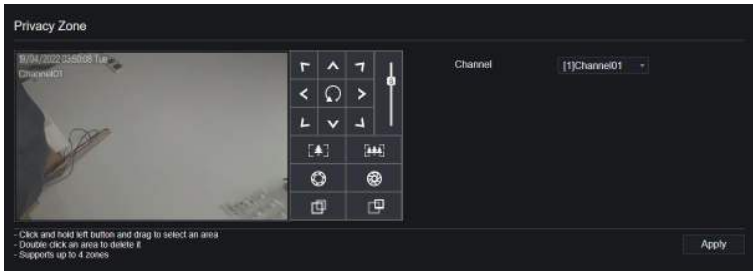 Privacy Zone
19/04/2022 03:50:08 Tue
Channel01
Channel
[1]Channel01
- Click and hold left button and drag to select an area
- Double click an area to delete it
- Supports up to 4 zones
Apply